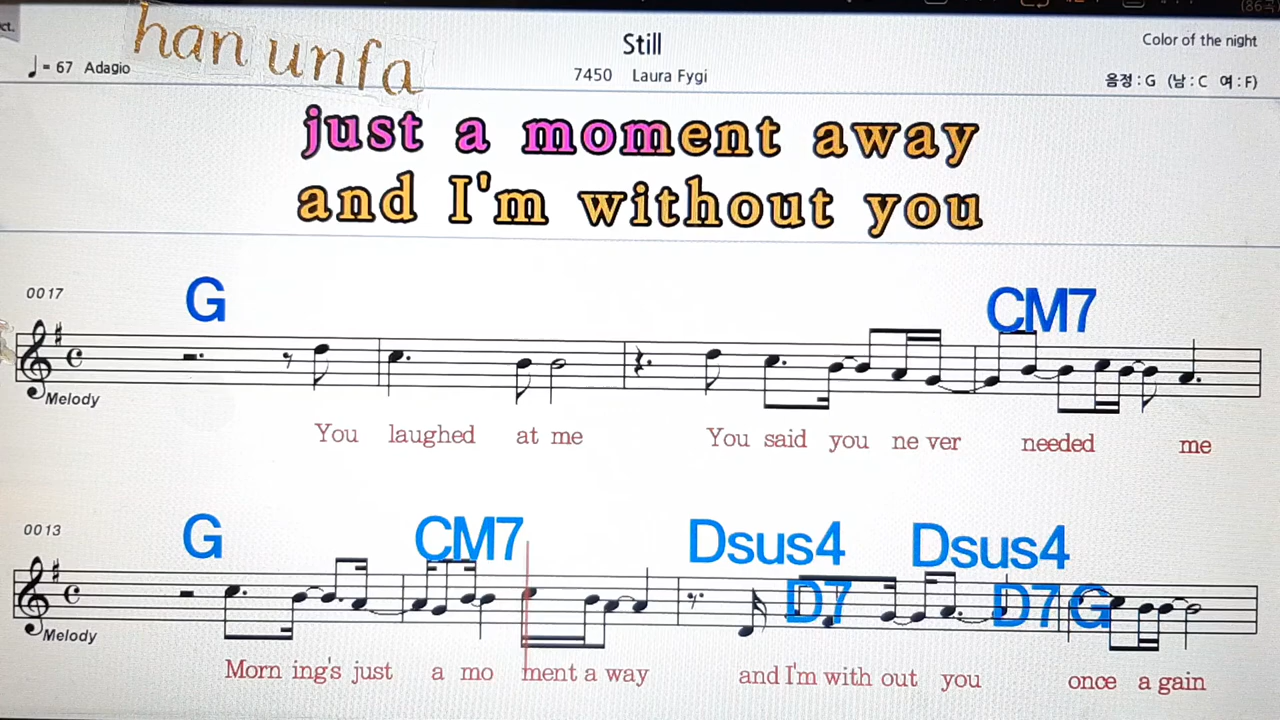 ct.
han unfa
Still
Color of the night
= 67 Adagio
7450 Laura Fygi
음정 : G (남 : C 여 : F)
just a moment away
and I'm without you
0017
G CM7
Melody
You laughed at me You said you ne ver needed me
0013
G CM7 Dsus4 Dsus4
D7 D7 G
Melody
Morn ing's just a mo ment a way and I'm with out you once a gain